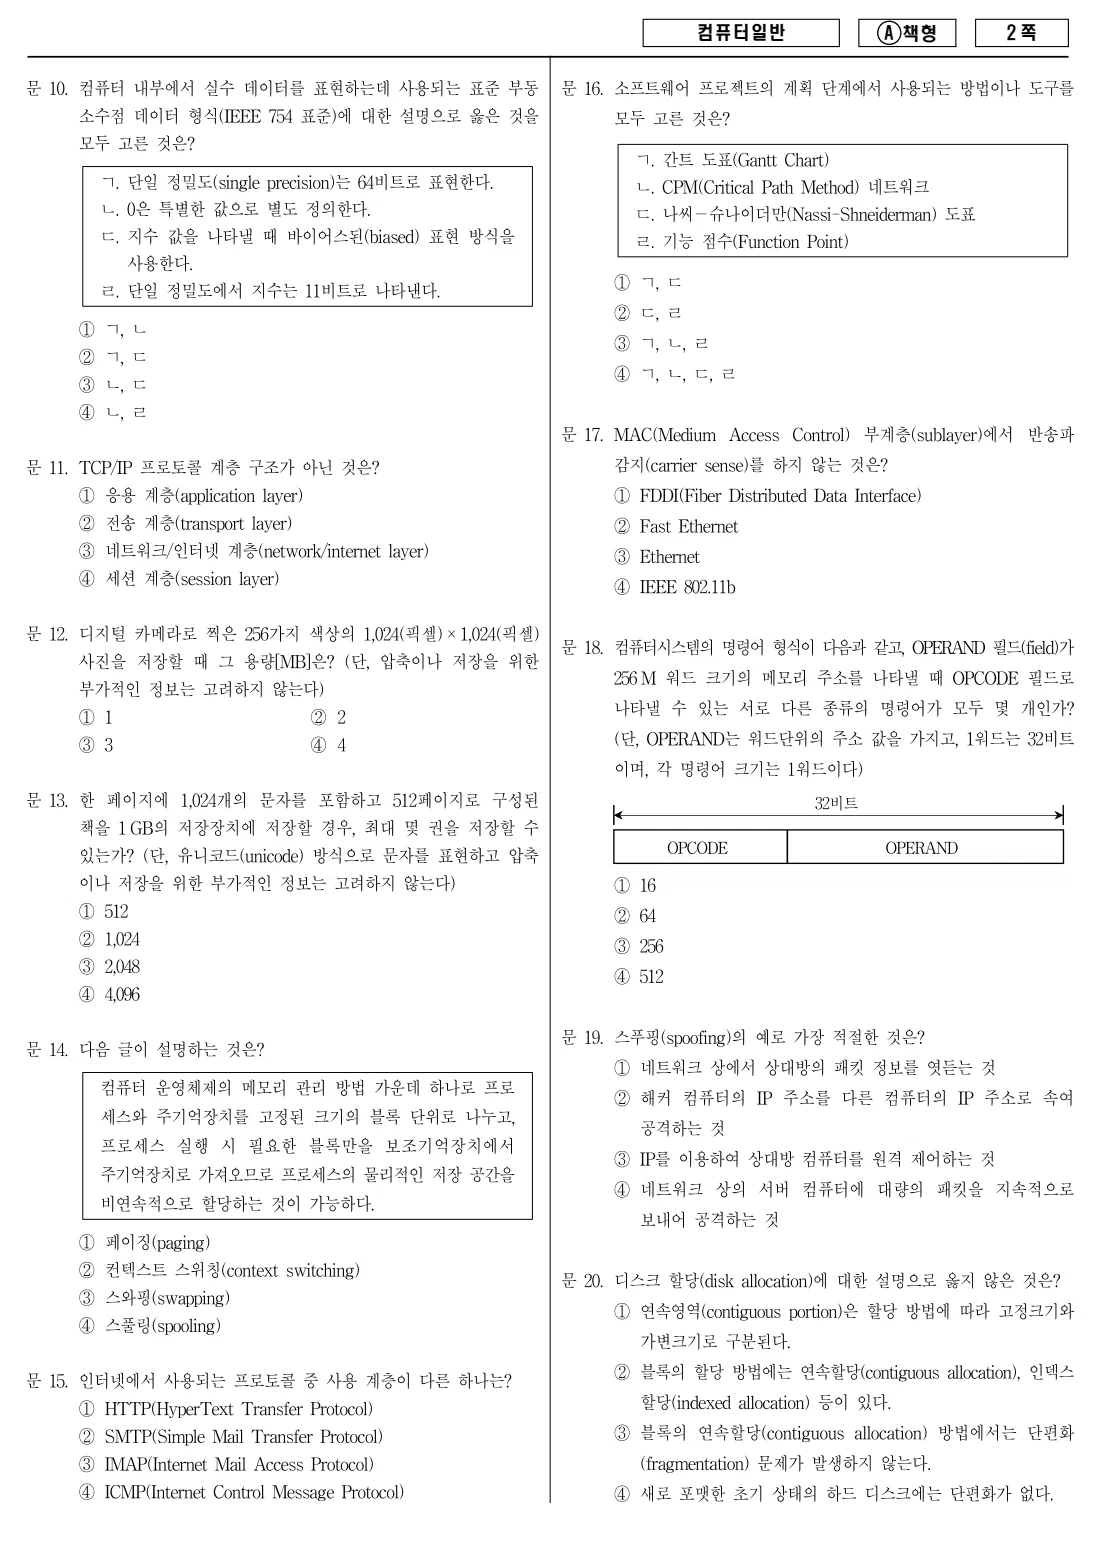 컴퓨터일반
Ⓐ책형
2 쪽
문 10. 컴퓨터 내부에서 실수 데이터를 표현하는데 사용되는 표준 부동
소수점 데이터 형식(IEEE 754 표준)에 대한 설명으로 옳은 것을
모두 고른 것은?
ㄱ. 단일 정밀도(single precision)는 64비트로 표현한다.
ㄴ. 0은 특별한 값으로 별도 정의한다.
ㄷ. 지수 값을 나타낼 때 바이어스된(biased) 표현 방식을
사용한다.
ㄹ. 단일 정밀도에서 지수는 11비트로 나타낸다.
① ㄱ, ㄴ
② ㄱ, ㄷ
③ ㄴ, ㄷ
④ ㄴ, ㄹ
문 11. TCP/IP 프로토콜 계층 구조가 아닌 것은?
① 응용 계층(application layer)
② 전송 계층(transport layer)
③ 네트워크/인터넷 계층(network/internet layer)
④ 세션 계층(session layer)
문 12. 디지털 카메라로 찍은 256가지 색상의 1,024(픽셀) × 1,024(픽셀)
사진을 저장할 때 그 용량[MB]은? (단, 압축이나 저장을 위한
부가적인 정보는 고려하지 않는다)
① 1 ② 2
③ 3 ④ 4
문 13. 한 페이지에 1,024개의 문자를 포함하고 512페이지로 구성된
책을 1 GB의 저장장치에 저장할 경우, 최대 몇 권을 저장할 수
있는가? (단, 유니코드(unicode) 방식으로 문자를 표현하고 압축
이나 저장을 위한 부가적인 정보는 고려하지 않는다)
① 512
② 1,024
③ 2,048
④ 4,096
문 14. 다음 글이 설명하는 것은?
컴퓨터 운영체제의 메모리 관리 방법 가운데 하나로 프로
세스와 주기억장치를 고정된 크기의 블록 단위로 나누고,
프로세스 실행 시 필요한 블록만을 보조기억장치에서
주기억장치로 가져오므로 프로세스의 물리적인 저장 공간을
비연속적으로 할당하는 것이 가능하다.
① 페이징(paging)
② 컨텍스트 스위칭(context switching)
③ 스와핑(swapping)
④ 스풀링(spooling)
문 15. 인터넷에서 사용되는 프로토콜 중 사용 계층이 다른 하나는?
① HTTP(HyperText Transfer Protocol)
② SMTP(Simple Mail Transfer Protocol)
③ IMAP(Internet Mail Access Protocol)
④ ICMP(Internet Control Message Protocol)
문 16. 소프트웨어 프로젝트의 계획 단계에서 사용되는 방법이나 도구를
모두 고른 것은?
ㄱ. 간트 도표(Gantt Chart)
ㄴ. CPM(Critical Path Method) 네트워크
ㄷ. 나씨－슈나이더만(Nassi-Shneiderman) 도표
ㄹ. 기능 점수(Function Point)
① ㄱ, ㄷ
② ㄷ, ㄹ
③ ㄱ, ㄴ, ㄹ
④ ㄱ, ㄴ, ㄷ, ㄹ
문 17. MAC(Medium Access Control) 부계층(sublayer)에서 반송파
감지(carrier sense)를 하지 않는 것은?
① FDDI(Fiber Distributed Data Interface)
② Fast Ethernet
③ Ethernet
④ IEEE 802.11b
문 18. 컴퓨터시스템의 명령어 형식이 다음과 같고, OPERAND 필드(field)가
256 M 워드 크기의 메모리 주소를 나타낼 때 OPCODE 필드로
나타낼 수 있는 서로 다른 종류의 명령어가 모두 몇 개인가?
(단, OPERAND는 워드단위의 주소 값을 가지고, 1워드는 32비트
이며, 각 명령어 크기는 1워드이다)
32비트
OPCODE OPERAND
① 16
② 64
③ 256
④ 512
문 19. 스푸핑(spoofing)의 예로 가장 적절한 것은?
① 네트워크 상에서 상대방의 패킷 정보를 엿듣는 것
② 해커 컴퓨터의 IP 주소를 다른 컴퓨터의 IP 주소로 속여
공격하는 것
③ IP를 이용하여 상대방 컴퓨터를 원격 제어하는 것
④ 네트워크 상의 서버 컴퓨터에 대량의 패킷을 지속적으로
보내어 공격하는 것
문 20. 디스크 할당(disk allocation)에 대한 설명으로 옳지 않은 것은?
① 연속영역(contiguous portion)은 할당 방법에 따라 고정크기와
가변크기로 구분된다.
② 블록의 할당 방법에는 연속할당(contiguous allocation), 인덱스
할당(indexed allocation) 등이 있다.
③ 블록의 연속할당(contiguous allocation) 방법에서는 단편화
(fragmentation) 문제가 발생하지 않는다.
④ 새로 포맷한 초기 상태의 하드 디스크에는 단편화가 없다.